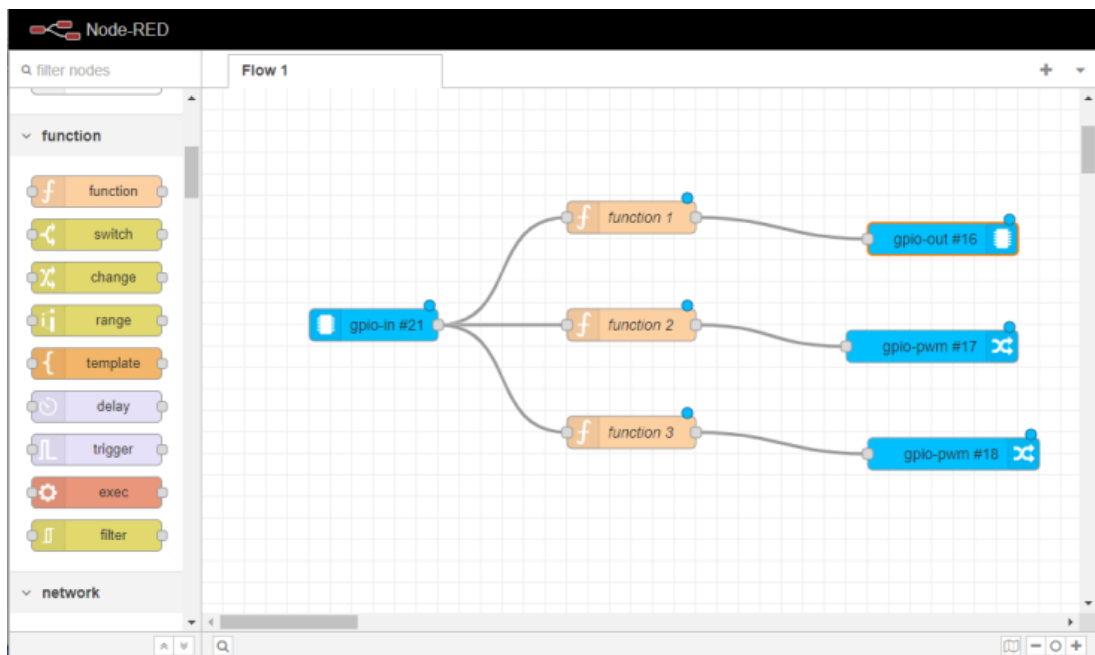 Node-RED
filter nodes
Flow 1
function
function
switch
change
range
template
delay
trigger
exec
filter
network
function 1
gpio-out #16
gpio-in #21
function 2
gpio-pwm #17
function 3
gpio-pwm #18